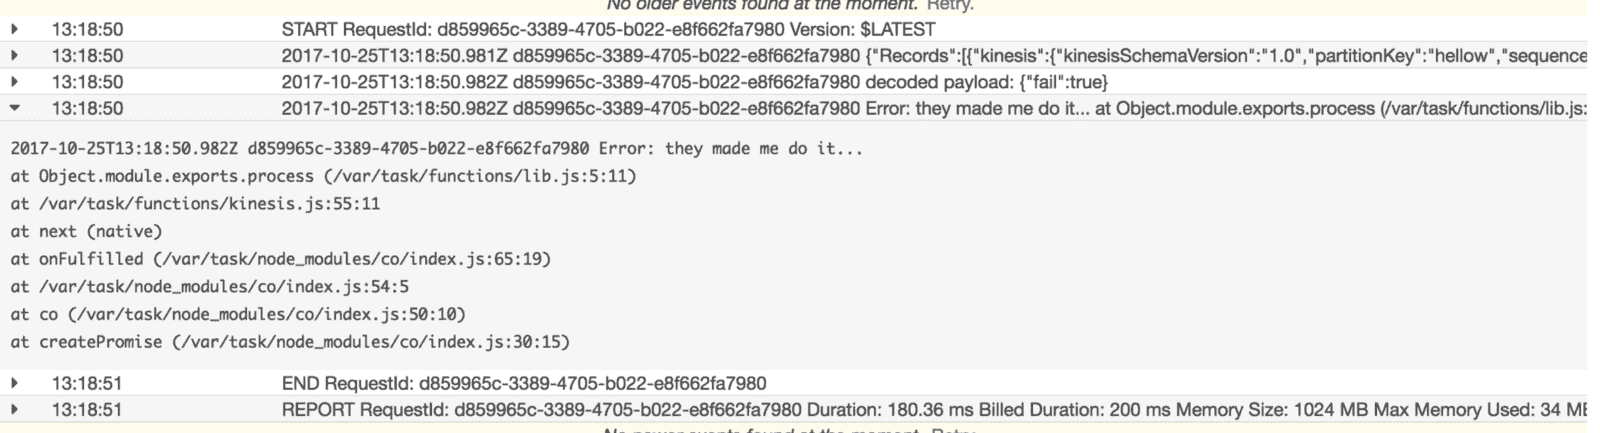 No older events found at the moment. Retry.
13:18:50 START RequestId: d859965c-3389-4705-b022-e8f662fa7980 Version: $LATEST
13:18:50 2017-10-25T13:18:50.981Z d859965c-3389-4705-b022-e8f662fa7980 {"Records":[{"kinesis":{"kinesisSchemaVersion":"1.0","partitionKey":"hellow","sequence
13:18:50 2017-10-25T13:18:50.982Z d859965c-3389-4705-b022-e8f662fa7980 decoded payload: {"fail":true}
13:18:50 2017-10-25T13:18:50.982Z d859965c-3389-4705-b022-e8f662fa7980 Error: they made me do it... at Object.module.exports.process (/var/task/functions/lib.js:
2017-10-25T13:18:50.982Z d859965c-3389-4705-b022-e8f662fa7980 Error: they made me do it...
at Object.module.exports.process (/var/task/functions/lib.js:5:11)
at /var/task/functions/kinesis.js:55:11
at next (native)
at onFulfilled (/var/task/node_modules/co/index.js:65:19)
at /var/task/node_modules/co/index.js:54:5
at co (/var/task/node_modules/co/index.js:50:10)
at createPromise (/var/task/node_modules/co/index.js:30:15)
13:18:51 END RequestId: d859965c-3389-4705-b022-e8f662fa7980
13:18:51 REPORT RequestId: d859965c-3389-4705-b022-e8f662fa7980 Duration: 180.36 ms Billed Duration: 200 ms Memory Size: 1024 MB Max Memory Used: 34 MB
No newer events found at the moment. Retry.